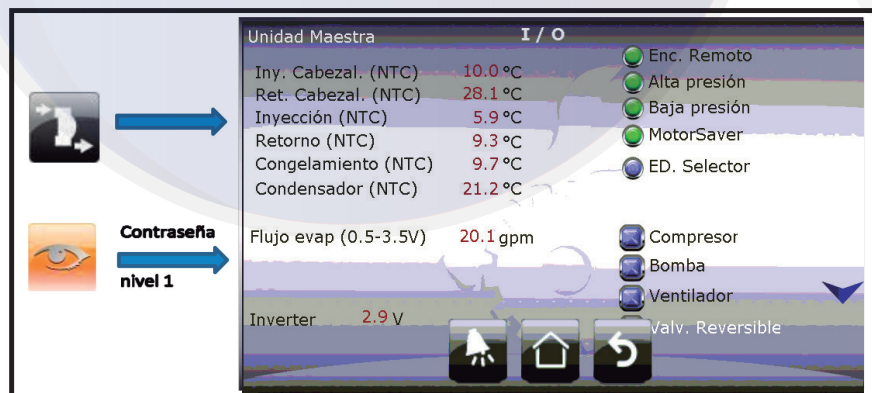 Unidad Maestra I / O
Iny. Cabezal. (NTC) 10.0 °C
Ret. Cabezal. (NTC) 28.1 °C
Inyección (NTC) 5.9 °C
Retorno (NTC) 9.3 °C
Congelamiento (NTC) 9.7 °C
Condensador (NTC) 21.2 °C
Enc. Remoto
Alta presión
Baja presión
MotorSaver
ED. Selector
Contraseña
nivel 1
Flujo evap (0.5-3.5V) 20.1 gpm
Inverter 2.9 V
Compresor
Bomba
Ventilador
Valv. Reversible